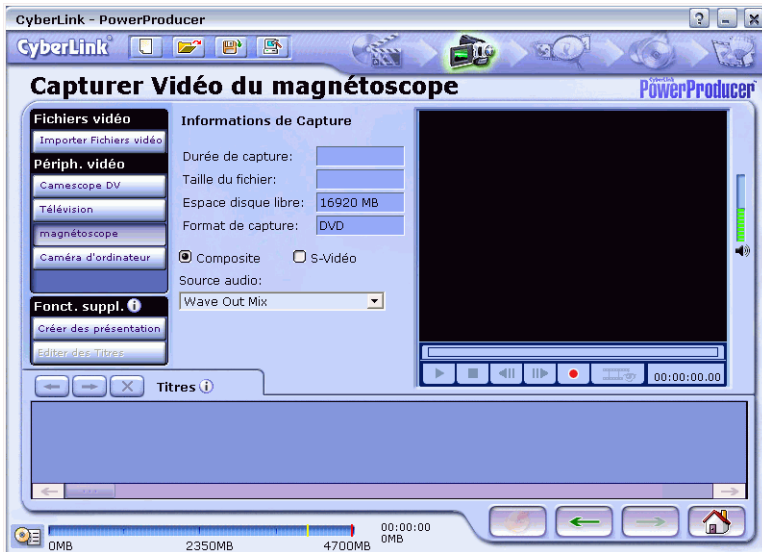 CyberLink - PowerProducer
CyberLink
Capturer Vidéo du magnétoscope
CyberLink
PowerProducer
Fichiers vidéo
Importer Fichiers vidéo
Périph. vidéo
Camescope DV
Télévision
magnétoscope
Caméra d'ordinateur
Fonct. suppl.
Créer des présentation
Editer des Titres
Informations de Capture
Durée de capture:
Taille du fichier:
Espace disque libre: 16920 MB
Format de capture: DVD
Composite S-Vidéo
Source audio:
Wave Out Mix
00:00:00.00
Titres
0MB
2350MB
4700MB
00:00:00
0MB